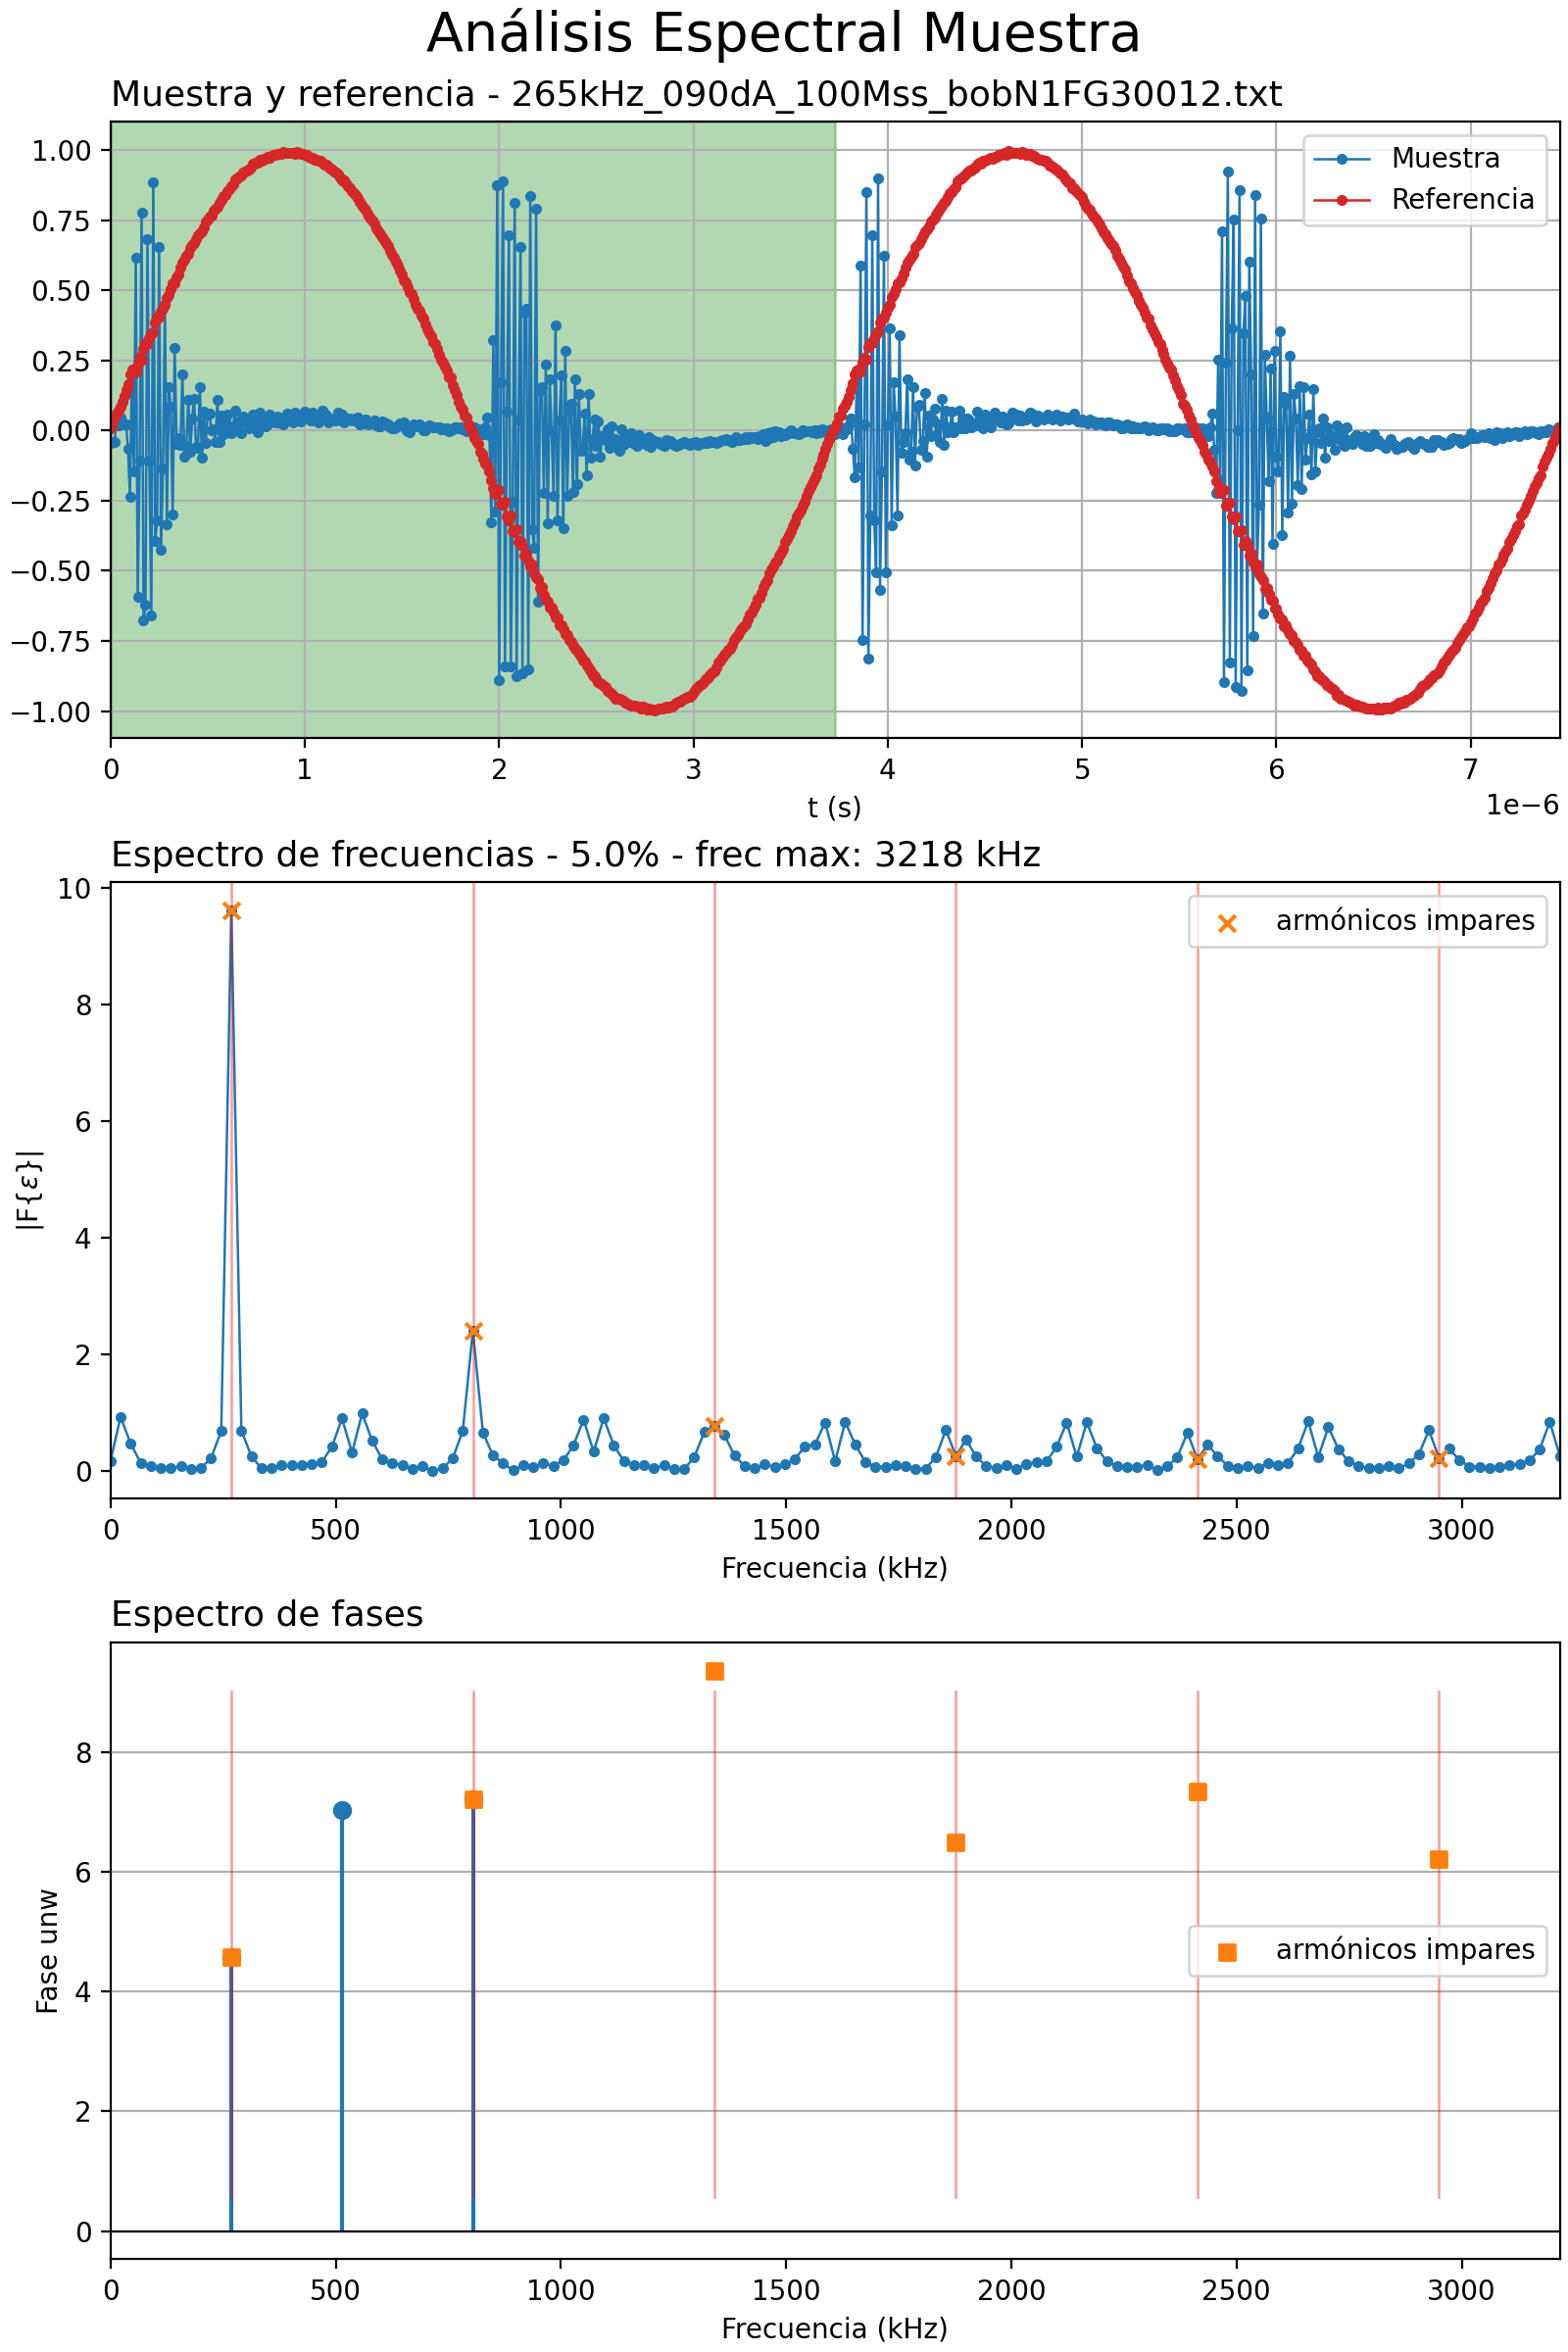 Análisis Espectral Muestra
Muestra y referencia - 265kHz_090dA_100Mss_bobN1FG30012.txt
1.00
0.75
0.50
0.25
0.00
−0.25
−0.50
−0.75
−1.00
Muestra
Referencia
0 1 2 3 4 5 6 7
t (s)
1e−6
Espectro de frecuencias - 5.0% - frec max: 3218 kHz
10
8
6
4
2
0
|F{ε}|
armónicos impares
0 500 1000 1500 2000 2500 3000
Frecuencia (kHz)
Espectro de fases
8
6
4
2
0
Fase unw
armónicos impares
0 500 1000 1500 2000 2500 3000
Frecuencia (kHz)